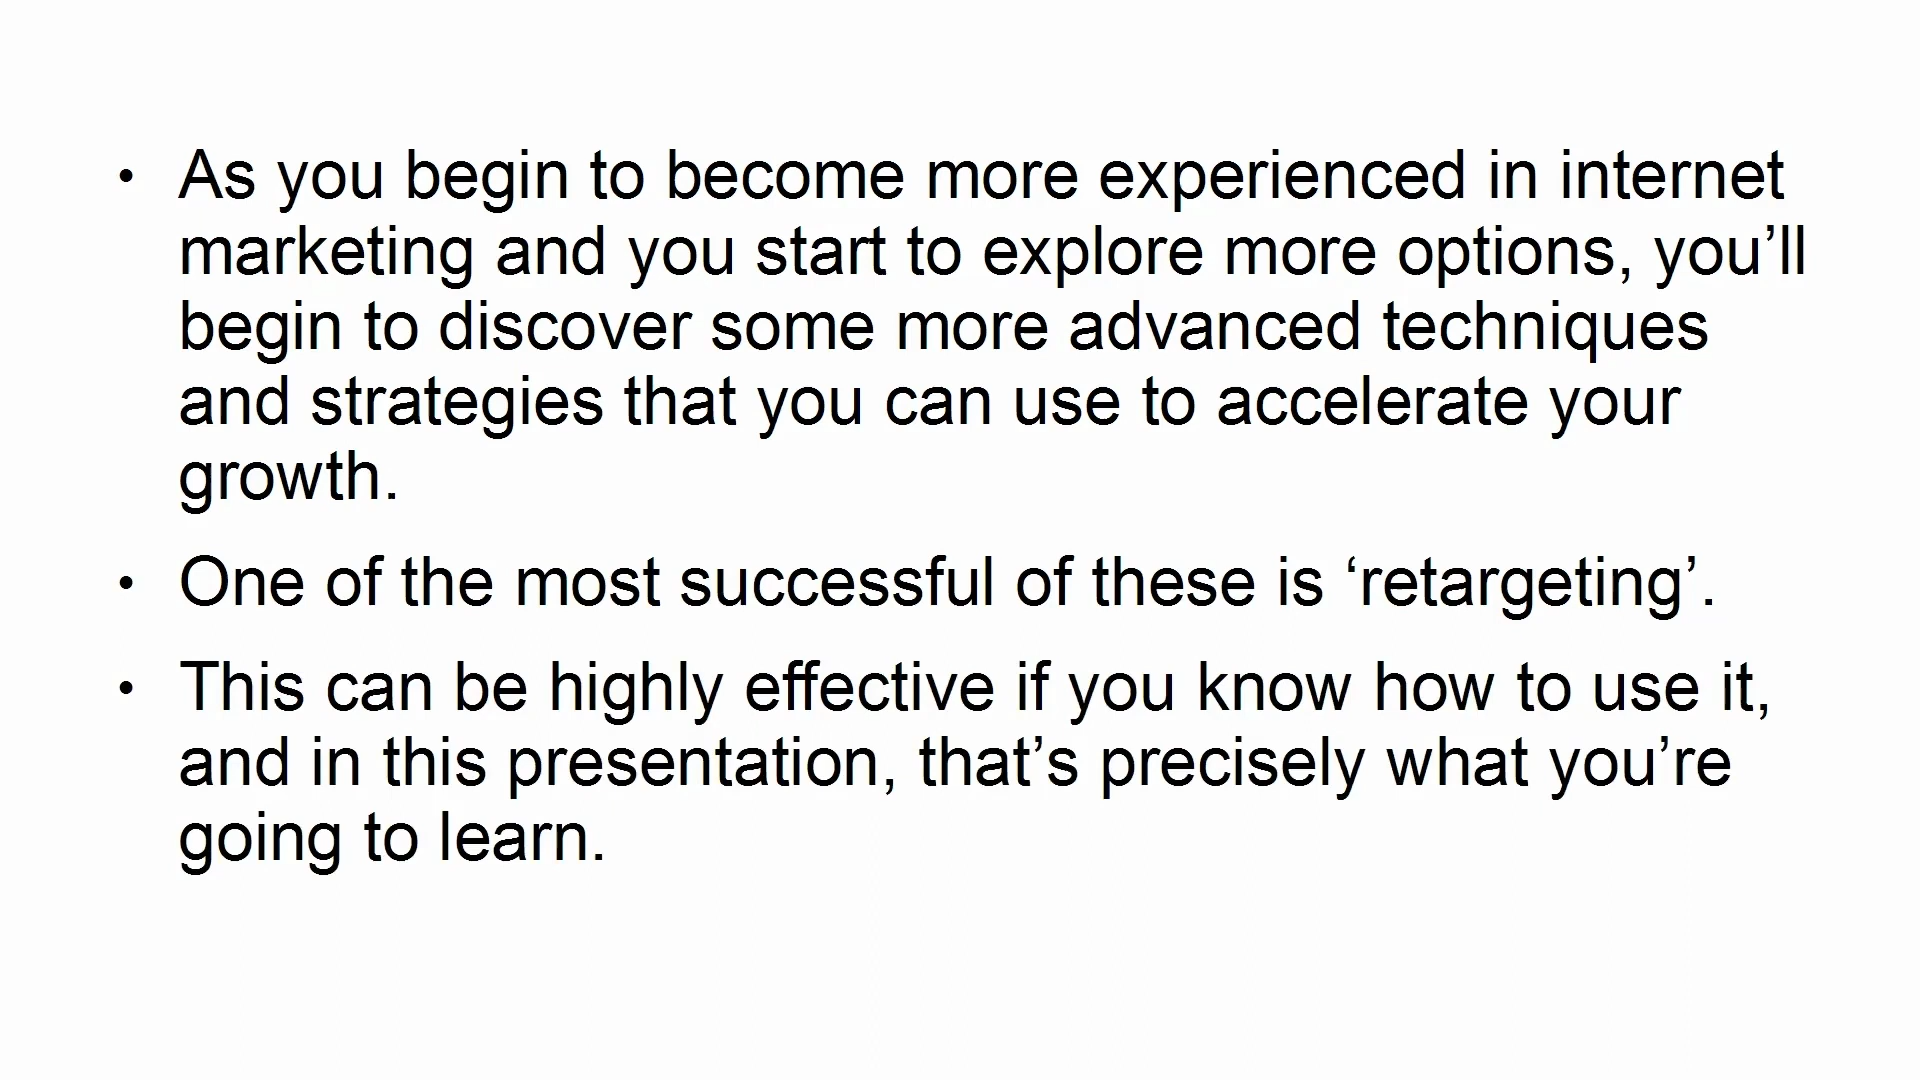 • As you begin to become more experienced in internet
marketing and you start to explore more options, you’ll
begin to discover some more advanced techniques
and strategies that you can use to accelerate your
growth.
• One of the most successful of these is ‘retargeting’.
• This can be highly effective if you know how to use it,
and in this presentation, that’s precisely what you’re
going to learn.